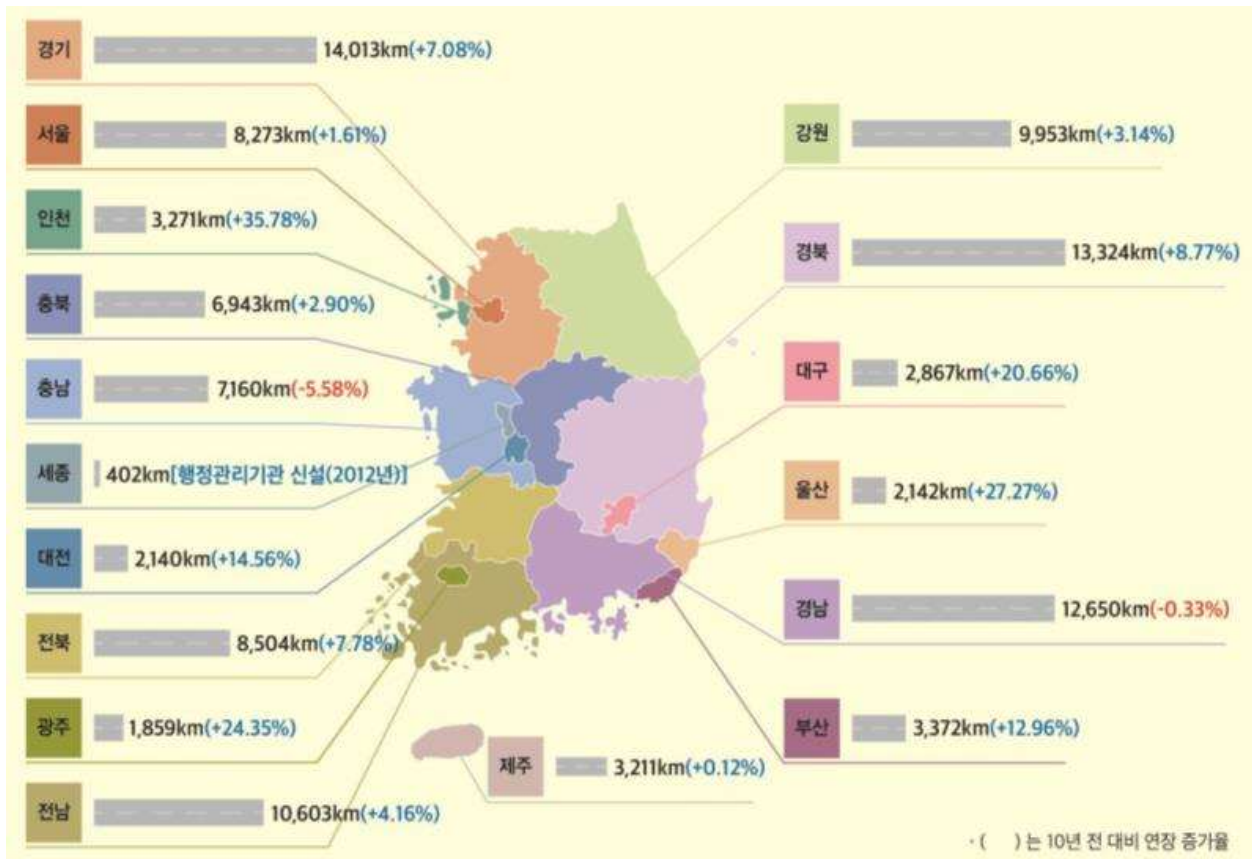 경기 14,013km(+7.08%)
서울 8,273km(+1.61%)
인천 3,271km(+35.78%)
충북 6,943km(+2.90%)
충남 7,160km(-5.58%)
세종 402km[행정관리기관 신설(2012년)]
대전 2,140km(+14.56%)
전북 8,504km(+7.78%)
광주 1,859km(+24.35%)
전남 10,603km(+4.16%)
강원 9,953km(+3.14%)
경북 13,324km(+8.77%)
대구 2,867km(+20.66%)
울산 2,142km(+27.27%)
경남 12,650km(-0.33%)
부산 3,372km(+12.96%)
제주 3,211km(+0.12%)
· ( ) 는 10년 전 대비 연장 증가율